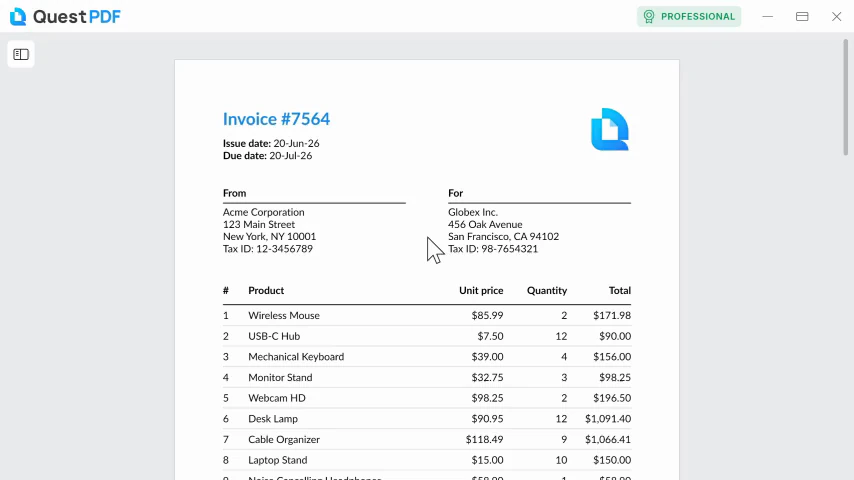 QuestPDF
PROFESSIONAL
Invoice #7564
Issue date: 20-Jun-26
Due date: 20-Jul-26
From
Acme Corporation
123 Main Street
New York, NY 10001
Tax ID: 12-3456789
For
Globex Inc.
456 Oak Avenue
San Francisco, CA 94102
Tax ID: 98-7654321
# Product Unit price Quantity Total
1 Wireless Mouse $85.99 2 $171.98
2 USB-C Hub $7.50 12 $90.00
3 Mechanical Keyboard $39.00 4 $156.00
4 Monitor Stand $32.75 3 $98.25
5 Webcam HD $98.25 2 $196.50
6 Desk Lamp $90.95 12 $1,091.40
7 Cable Organizer $118.49 9 $1,066.41
8 Laptop Stand $15.00 10 $150.00